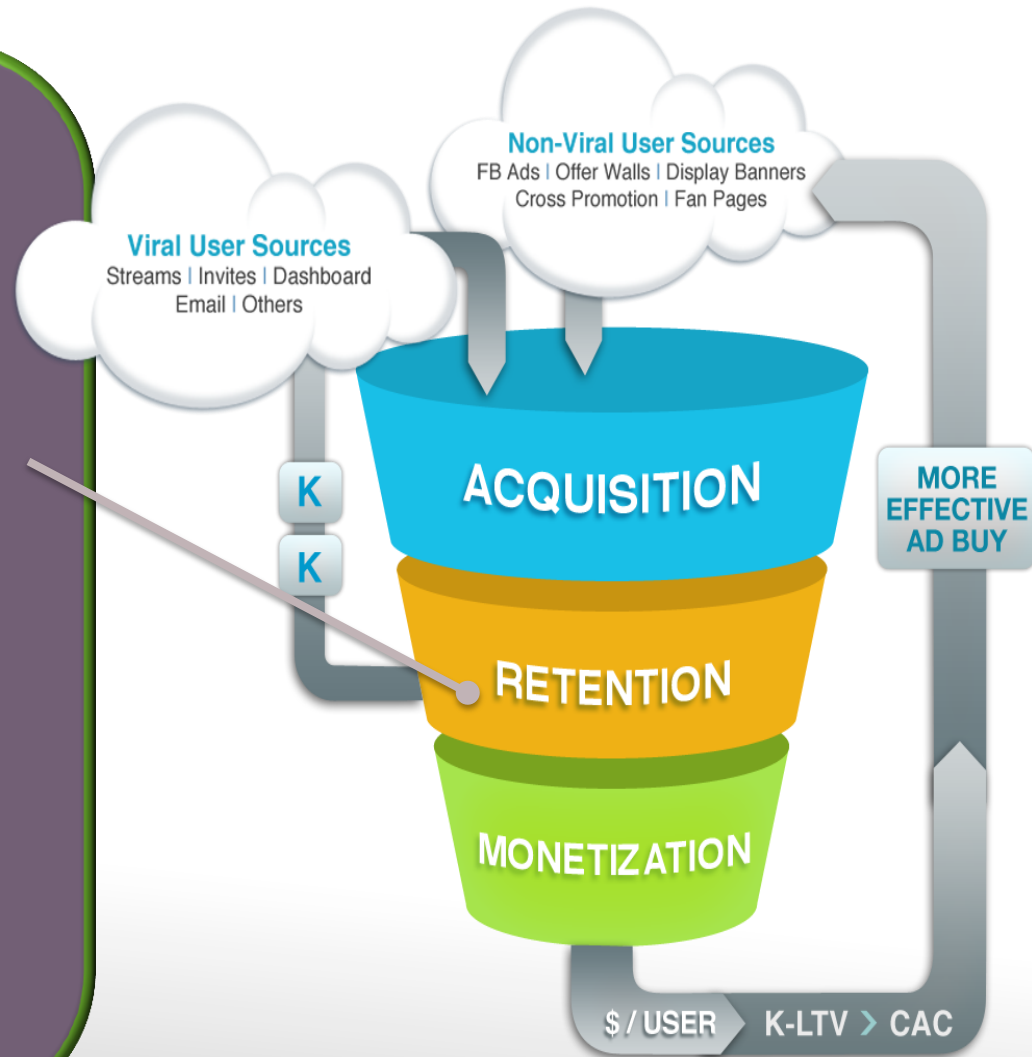 Non-Viral User Sources
FB Ads | Offer Walls | Display Banners
Cross Promotion | Fan Pages
Viral User Sources
Streams | Invites | Dashboard
Email | Others
K
K
ACQUISITION
MORE
EFFECTIVE
AD BUY
RETENTION
MONETIZATION
$ / USER
K-LTV > CAC